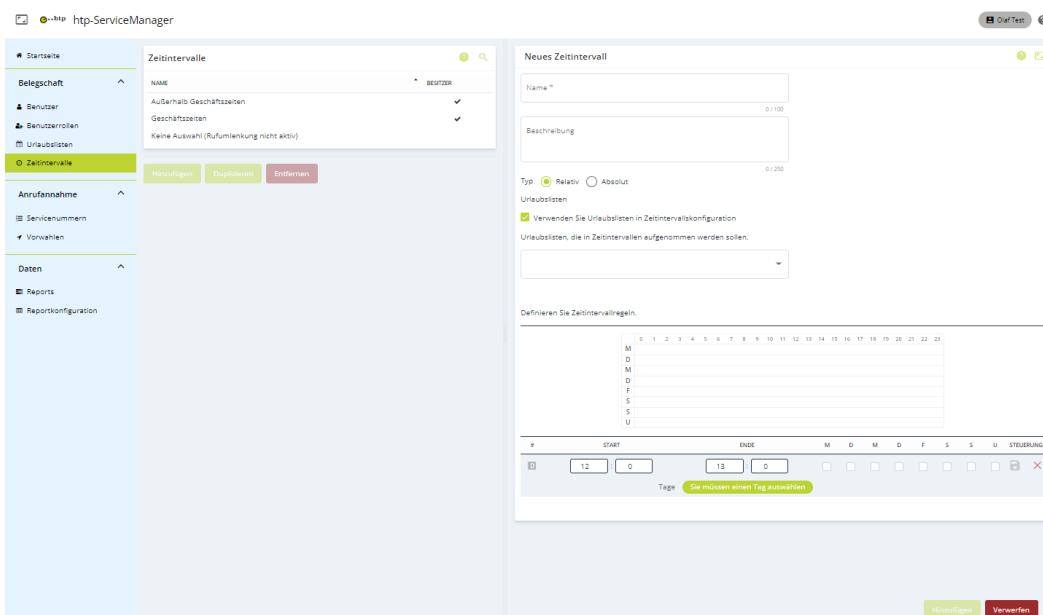 htp htp-ServiceManager
Olaf Test
Startseite
Belegschaft
Benutzer
Benutzerrollen
Urlaubslisten
Zeitintervalle
Anrufannahme
Servicenummern
Vorwahlen
Daten
Reports
Reportkonfiguration
Zeitintervalle
NAME BESITZER
Außerhalb Geschäftszeiten
Geschäftszeiten
Keine Auswahl (Rufumlenkung nicht aktiv)
Hinzufügen Duplizieren Entfernen
Neues Zeitintervall
Name *
0 / 100
Beschreibung
0 / 250
Typ Relativ Absolut
Urlaubslisten
Verwenden Sie Urlaubslisten in Zeitintervallskonfiguration
Urlaubslisten, die in Zeitintervallen aufgenommen werden sollen.
Definieren Sie Zeitintervallregeln.
0 1 2 3 4 5 6 7 8 9 10 11 12 13 14 15 16 17 18 19 20 21 22 23
M
D
M
D
F
S
S
U
# START ENDE M D M D F S S U STEUERUNG
D 12 : 0 13 : 0
Tage Sie müssen einen Tag auswählen
Hinzufügen Verwerfen